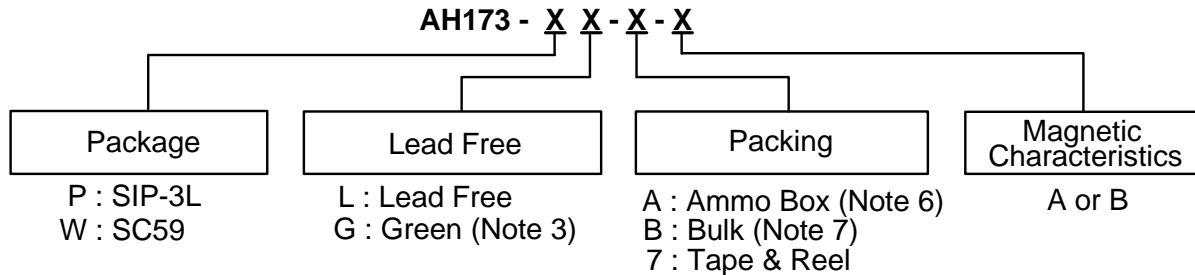 AH173 - X X - X - X
Package
P : SIP-3L
W : SC59
Lead Free
L : Lead Free
G : Green (Note 3)
Packing
A : Ammo Box (Note 6)
B : Bulk (Note 7)
7 : Tape & Reel
Magnetic
Characteristics
A or B